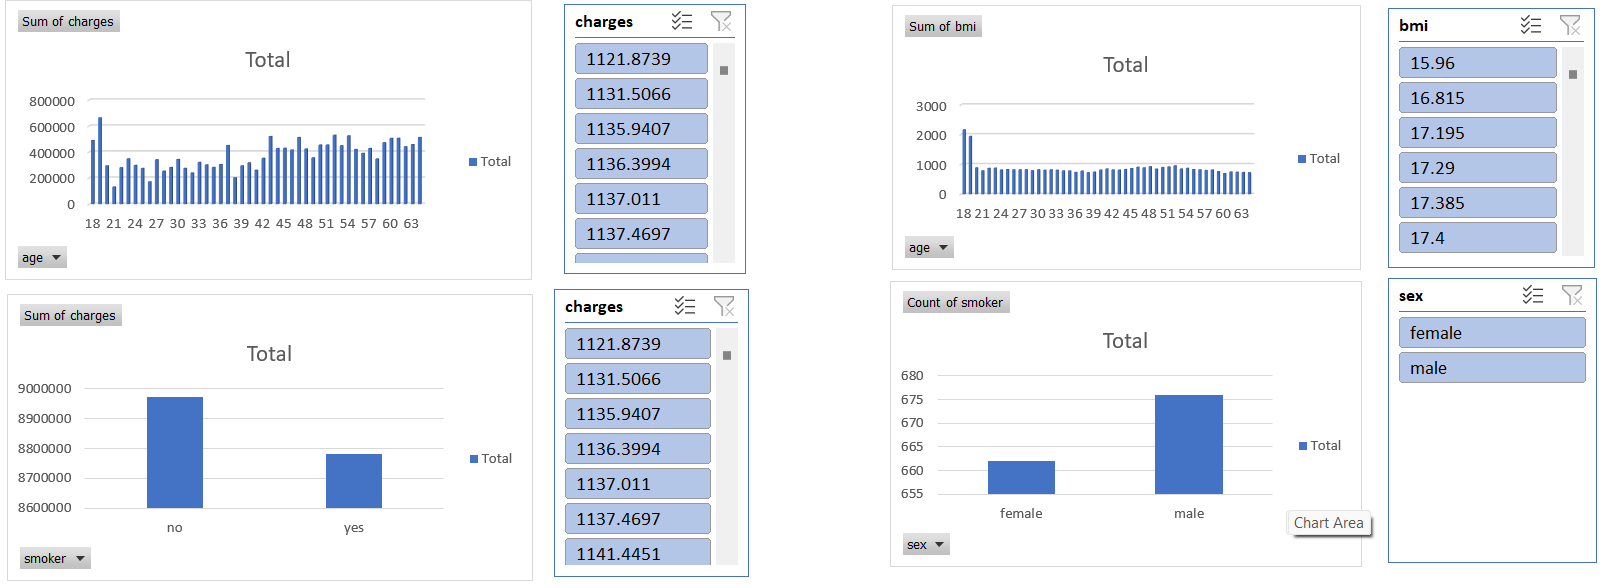 Sum of charges
Total
800000
600000
400000
200000
0
18 21 24 27 30 33 36 39 42 45 48 51 54 57 60 63
Total
age
charges
1121.8739
1131.5066
1135.9407
1136.3994
1137.011
1137.4697
Sum of bmi
Total
3000
2000
1000
0
18 21 24 27 30 33 36 39 42 45 48 51 54 57 60 63
Total
age
bmi
15.96
16.815
17.195
17.29
17.385
17.4
Sum of charges
Total
9000000
8900000
8800000
8700000
8600000
no yes
Total
smoker
charges
1121.8739
1131.5066
1135.9407
1136.3994
1137.011
1137.4697
1141.4451
Count of smoker
Total
680
675
670
665
660
655
female male
Total
Chart Area
sex
sex
female
male